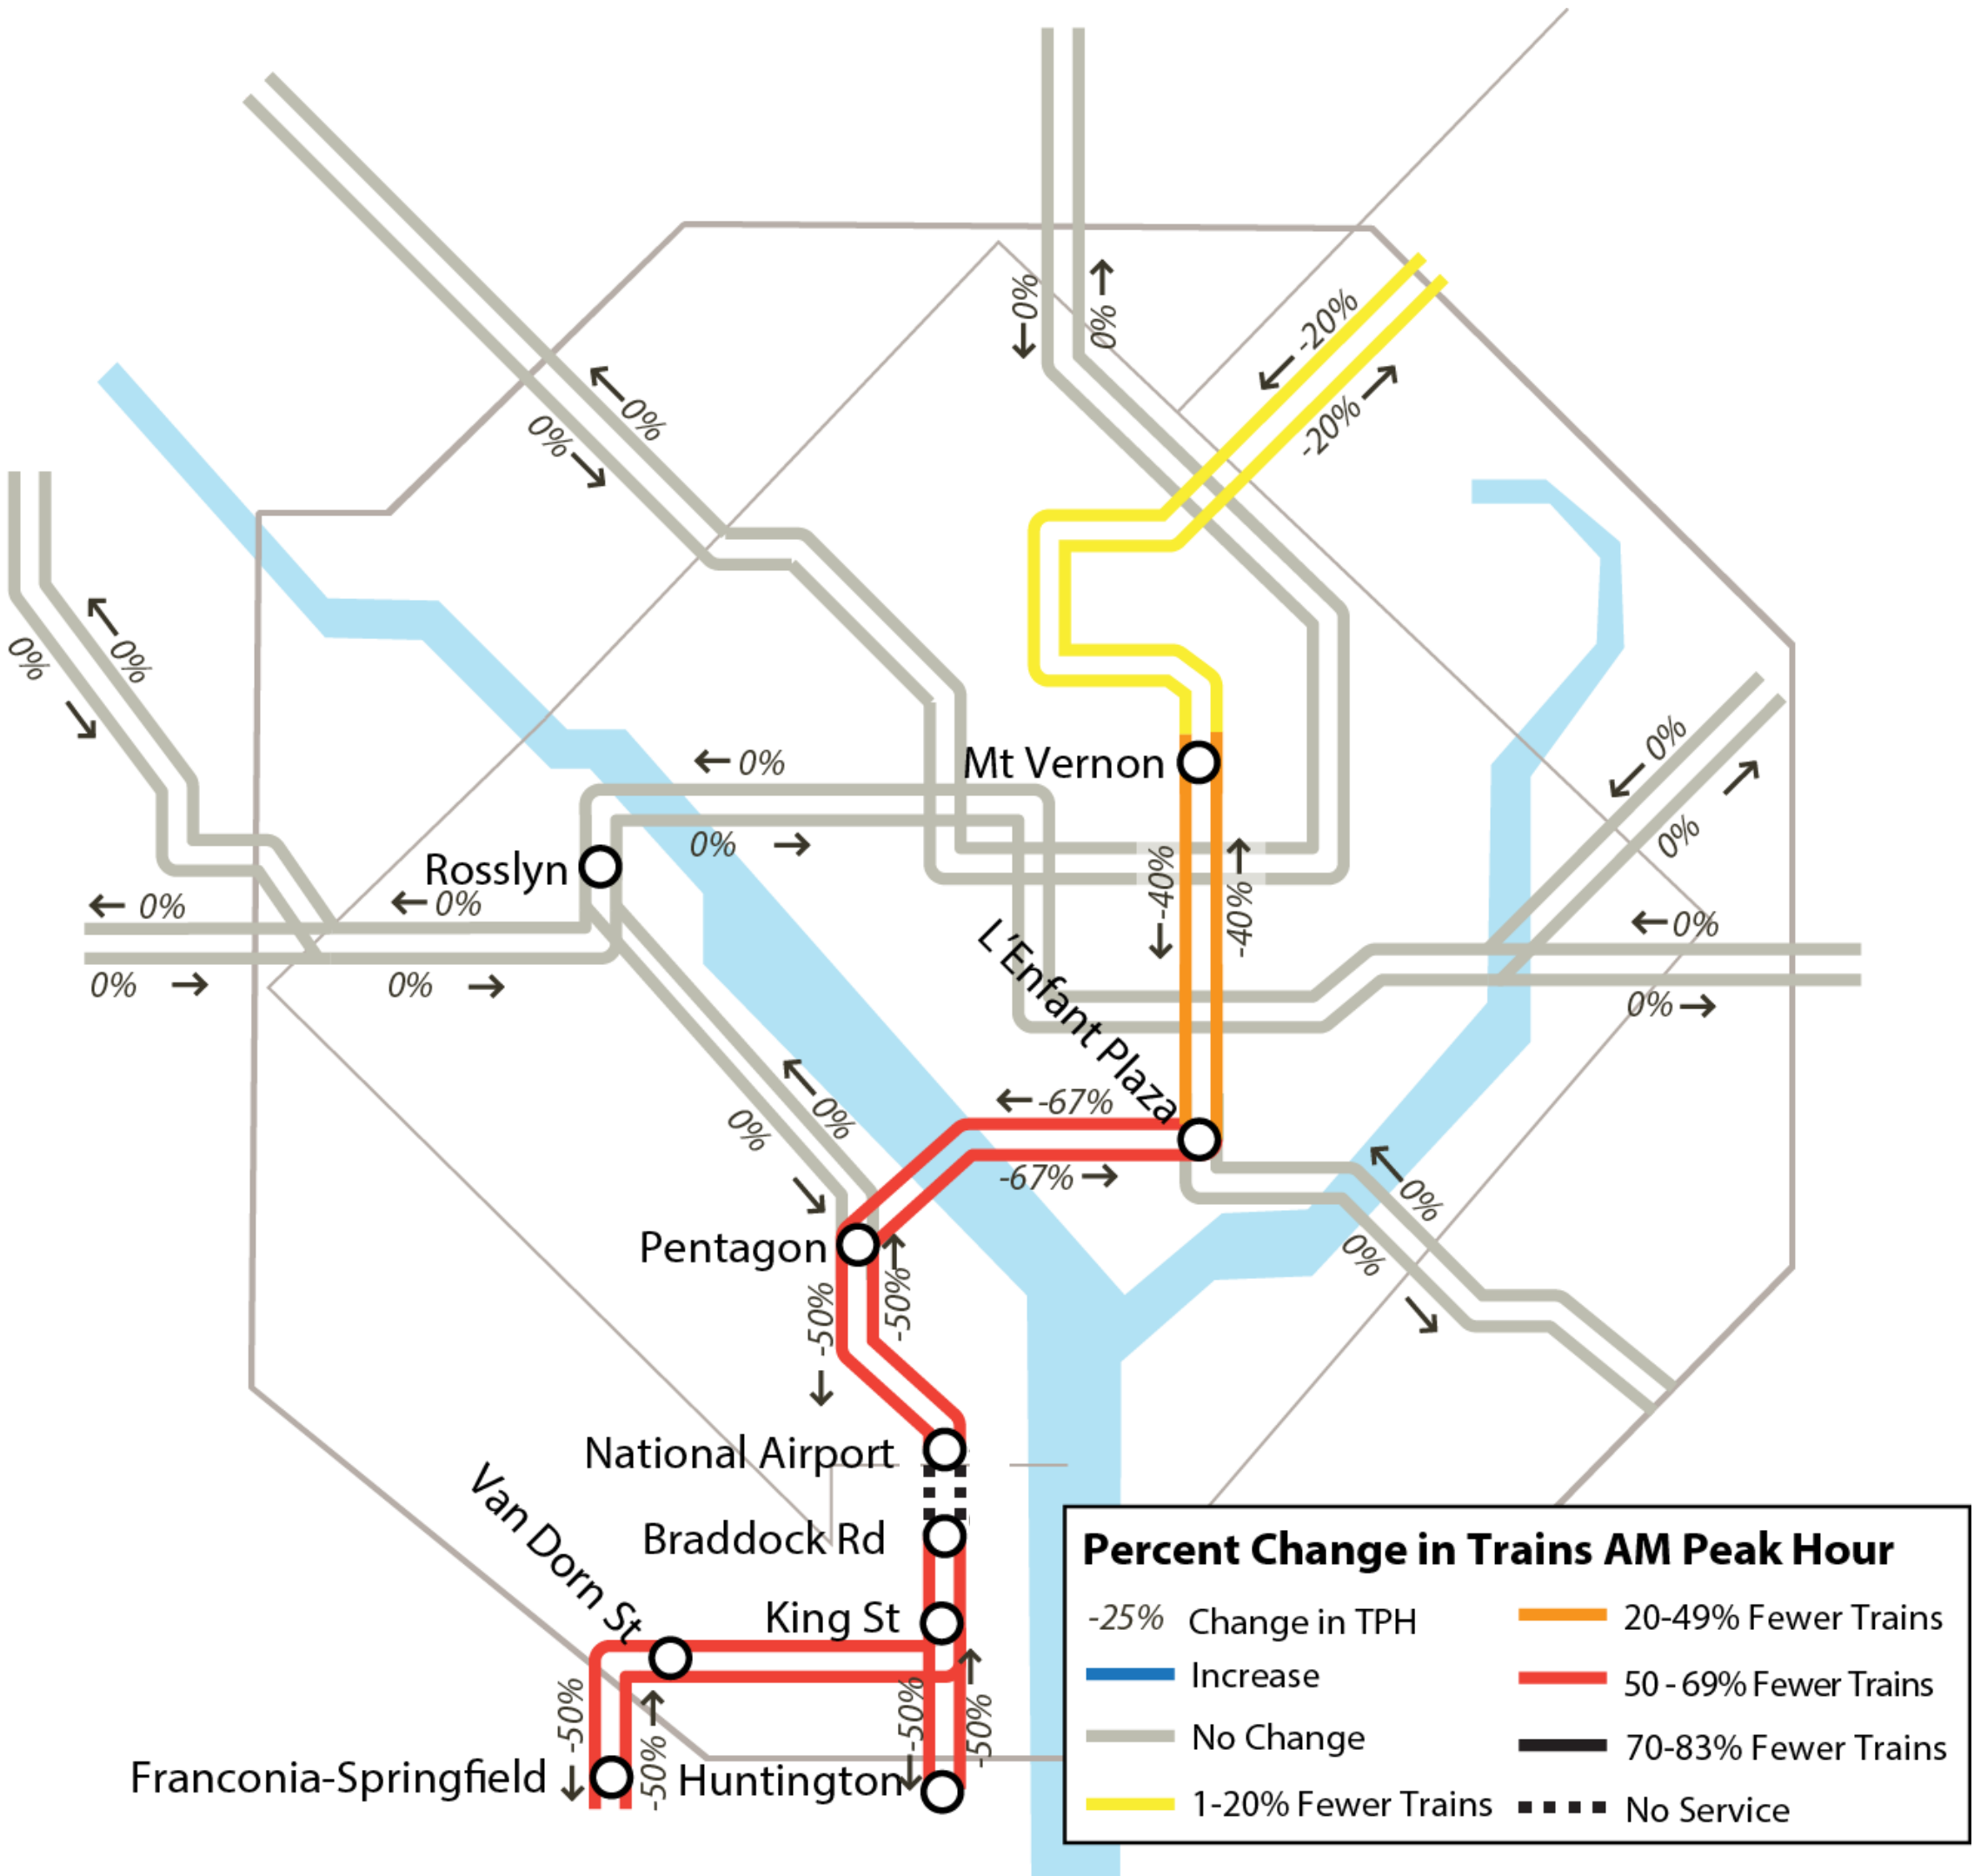 0%
0%
-20%
-20%
0%
0%
0%
0%
Mt Vernon
0%
0%
0%
Rosslyn
0%
0%
-40%
-40%
0%
0%
0%
0%
0%
0%
L'Enfant Plaza
-67%
-67%
0%
0%
0%
0%
Pentagon
-50%
-50%
National Airport
Braddock Rd
Van Dorn St
King St
-50%
-50%
-50%
-50%
Franconia-Springfield
Huntington
Percent Change in Trains AM Peak Hour
-25% Change in TPH
Increase
No Change
1-20% Fewer Trains
20-49% Fewer Trains
50 - 69% Fewer Trains
70-83% Fewer Trains
No Service